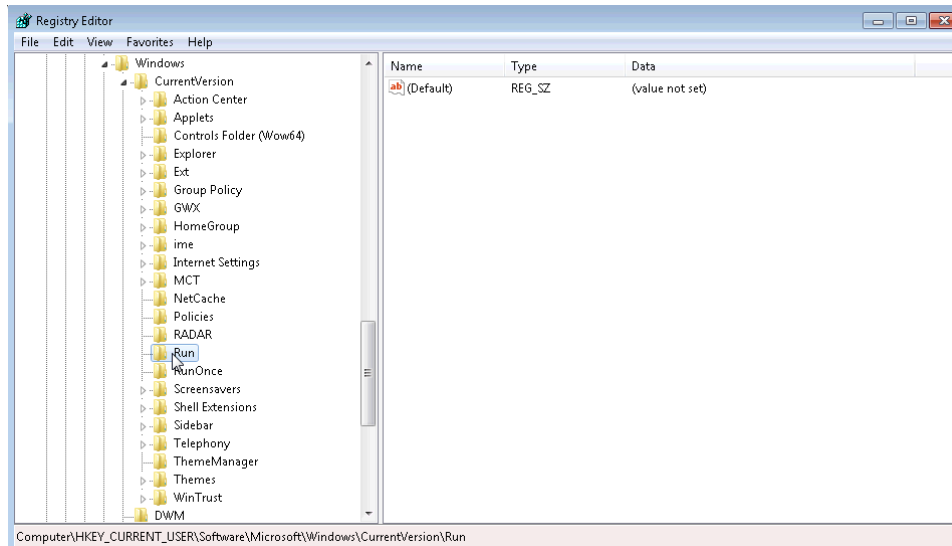 Registry Editor
File Edit View Favorites Help
Windows
CurrentVersion
Action Center
Applets
Controls Folder (Wow64)
Explorer
Ext
Group Policy
GWX
HomeGroup
ime
Internet Settings
MCT
NetCache
Policies
RADAR
Run
RunOnce
Screensavers
Shell Extensions
Sidebar
Telephony
ThemeManager
Themes
WinTrust
DWM
Name Type Data
ab (Default) REG_SZ (value not set)
Computer\HKEY_CURRENT_USER\Software\Microsoft\Windows\CurrentVersion\Run